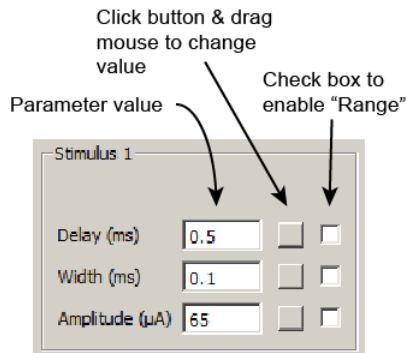 Click button & drag
mouse to change
value
Check box to
enable “Range”
Parameter value
Stimulus 1
Delay (ms) 0.5
Width (ms) 0.1
Amplitude (µA) 65